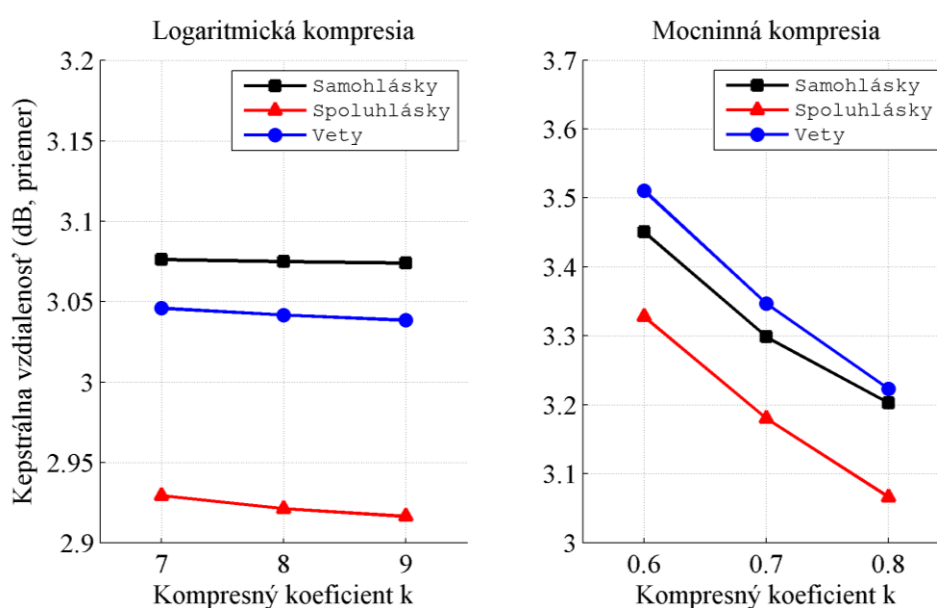 Logaritmická kompresia
3.2
3.15
3.1
3.05
3
2.95
2.9
7
8
9
Samohlásky
Spoluhlásky
Vety
Kepstrálna vzdialenosť (dB, priemer)
Kompresný koeficient k
Mocninná kompresia
3.7
3.6
3.5
3.4
3.3
3.2
3.1
3
0.6
0.7
0.8
Samohlásky
Spoluhlásky
Vety
Kompresný koeficient k